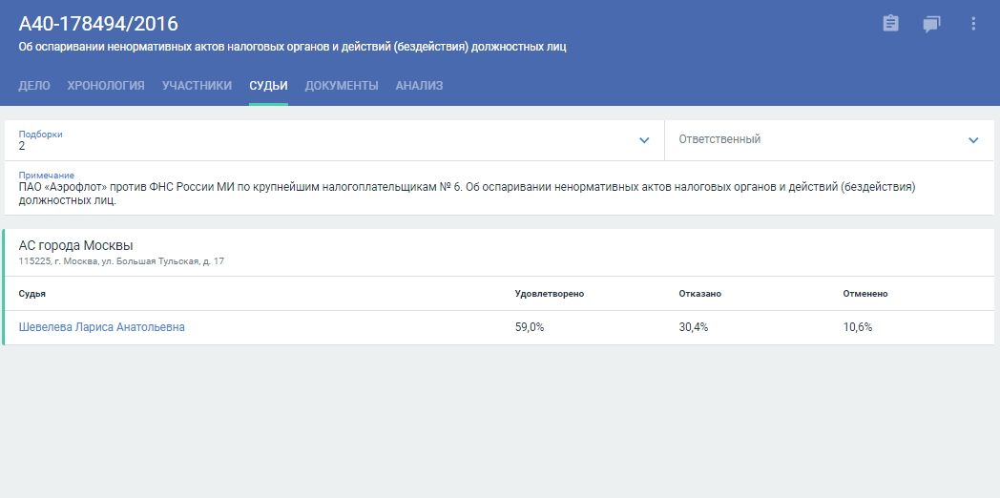 А40-178494/2016
Об оспаривании ненормативных актов налоговых органов и действий (бездействия) должностных лиц
ДЕЛО ХРОНОЛОГИЯ УЧАСТНИКИ СУДЬИ ДОКУМЕНТЫ АНАЛИЗ
Подборки
2
Ответственный
Примечание
ПАО «Аэрофлот» против ФНС России МИ по крупнейшим налогоплательщикам № 6. Об оспаривании ненормативных актов налоговых органов и действий (бездействия)
должностных лиц.
АС города Москвы
115225, г. Москва, ул. Большая Тульская, д. 17
Судья Удовлетворено Отказано Отменено
Шевелева Лариса Анатольевна 59,0% 30,4% 10,6%